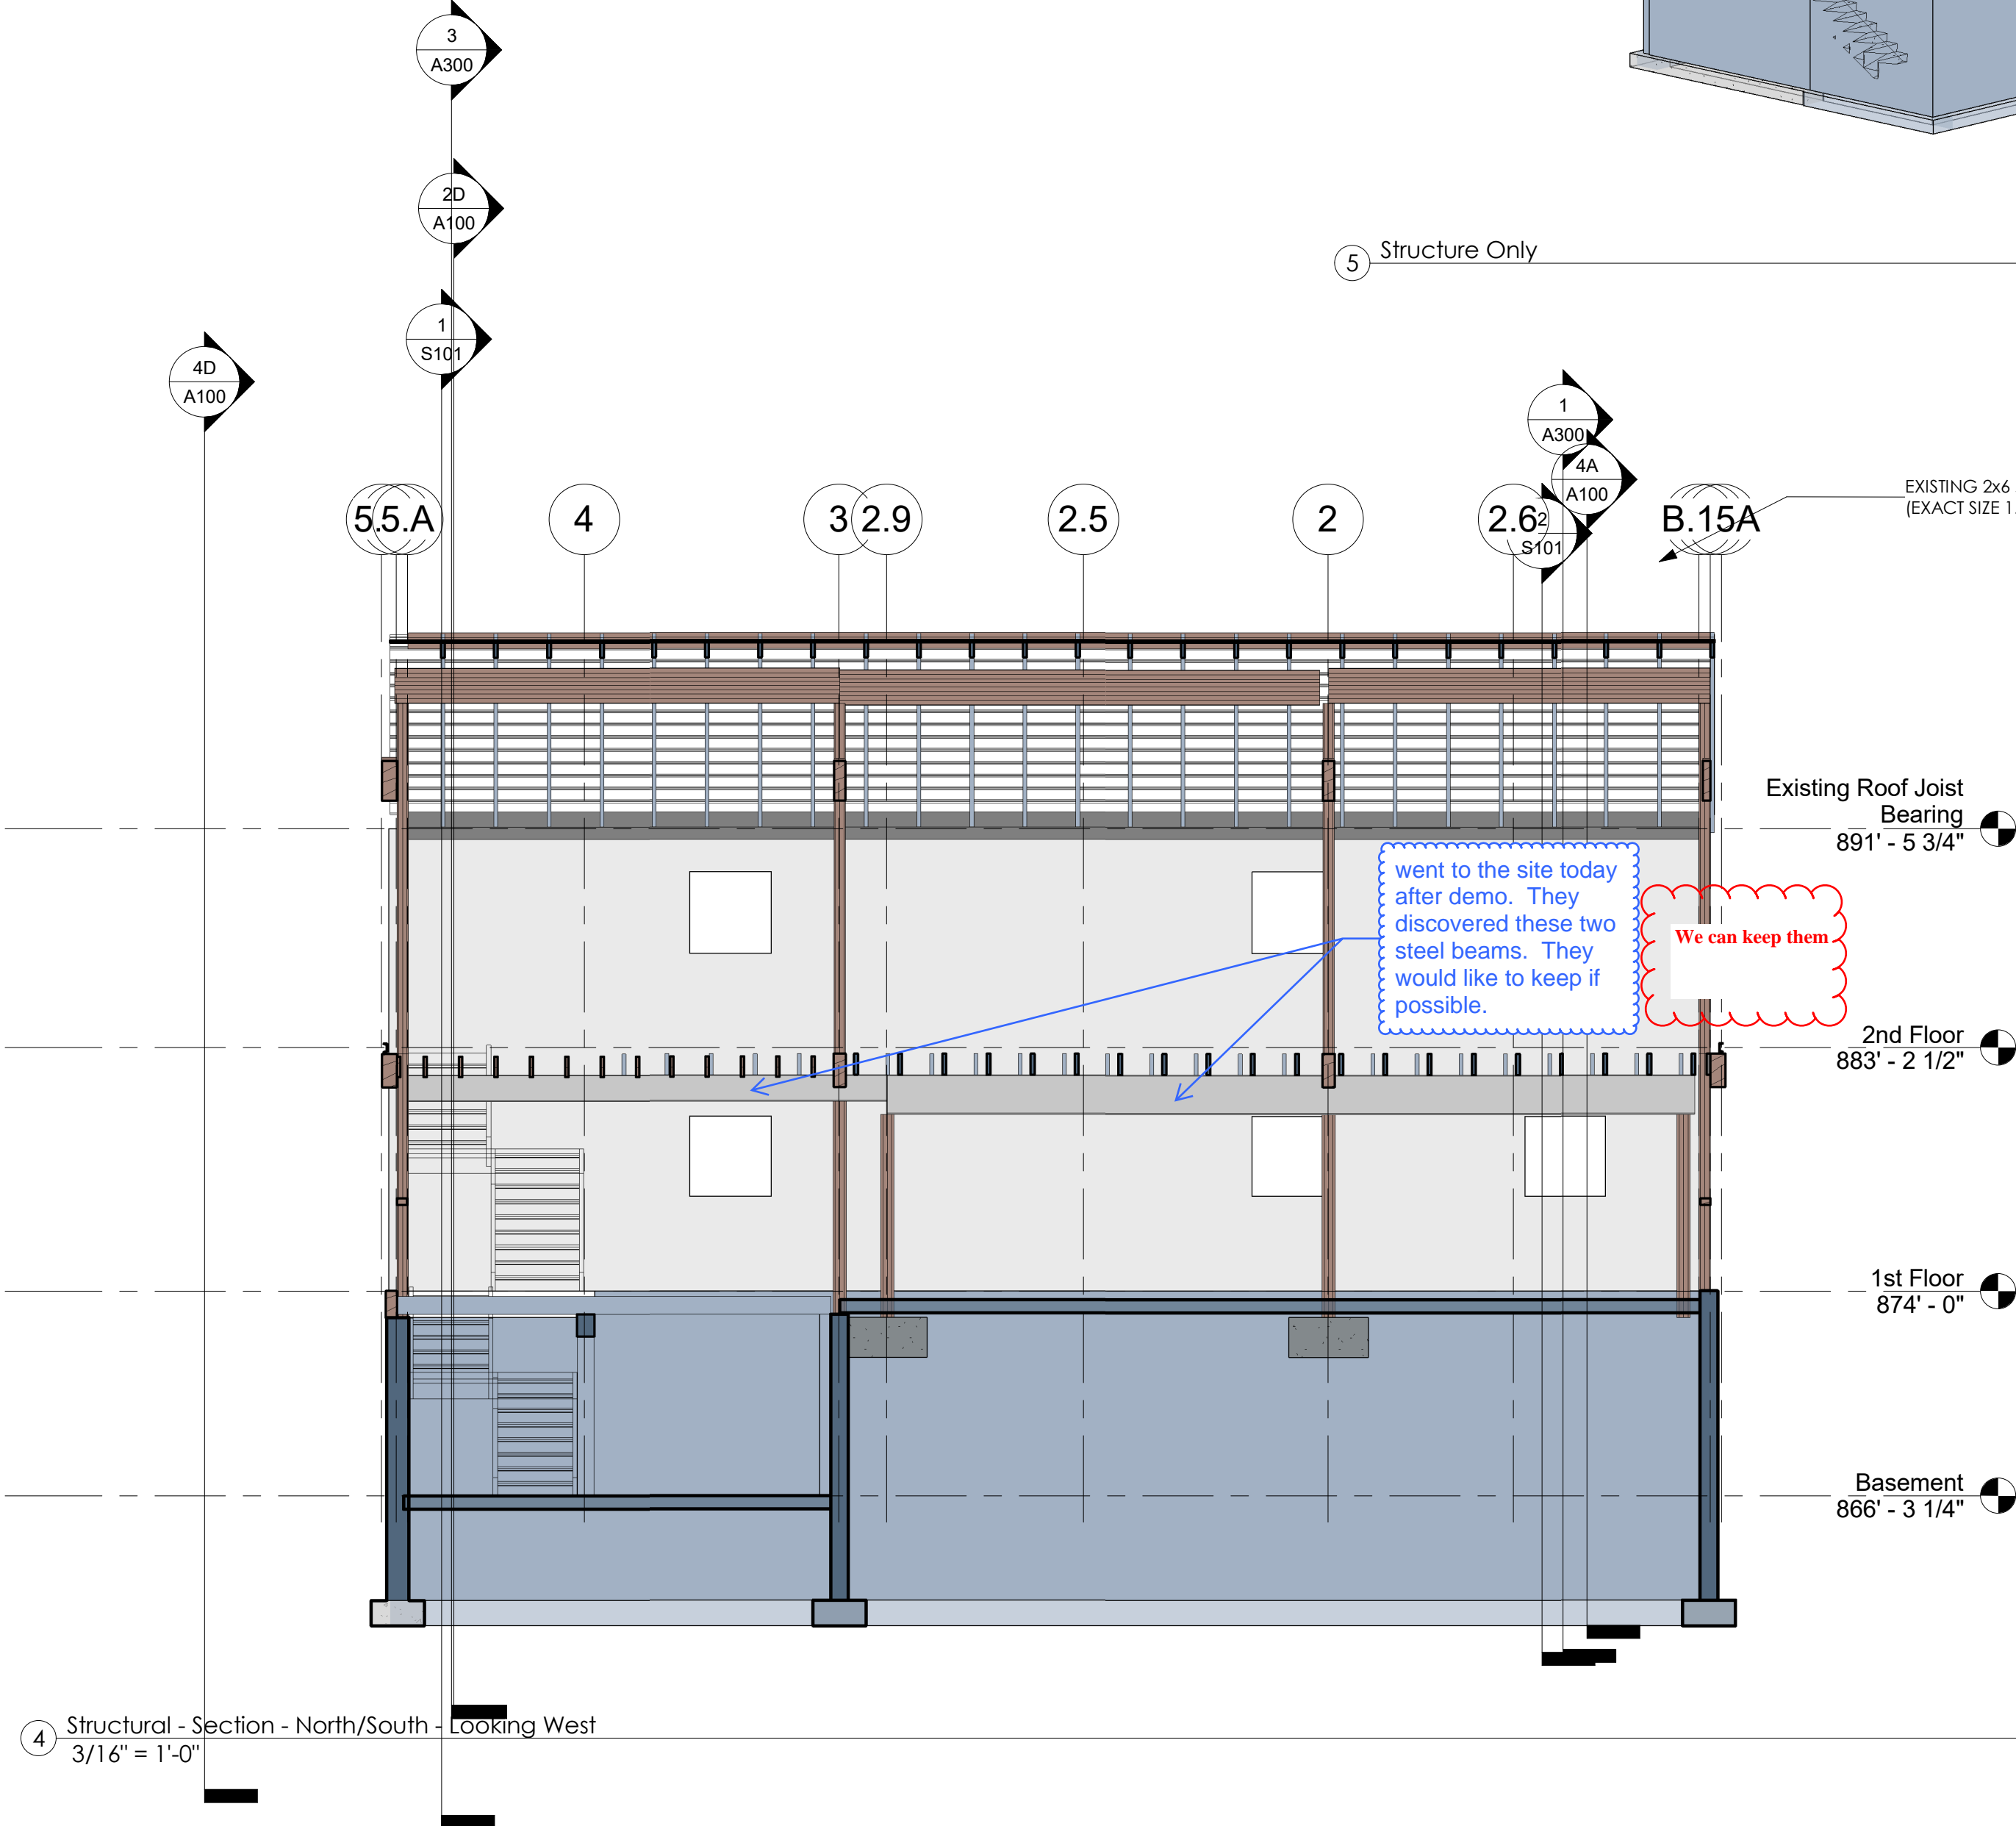 3
A300
2D
A100
5 Structure Only
1
S101
4D
A100
1
A300
4A
A100
2
S101
EXISTING 2x6
(EXACT SIZE 1
5. 5.A 4 3 2.9 2.5 2 2.6 B.15A
Existing Roof Joist
Bearing
891' - 5 3/4"
went to the site today
after demo. They
discovered these two
steel beams. They
would like to keep if
possible.
We can keep them
2nd Floor
883' - 2 1/2"
1st Floor
874' - 0"
Basement
866' - 3 1/4"
4 Structural - Section - North/South - Looking West
3/16" = 1'-0"